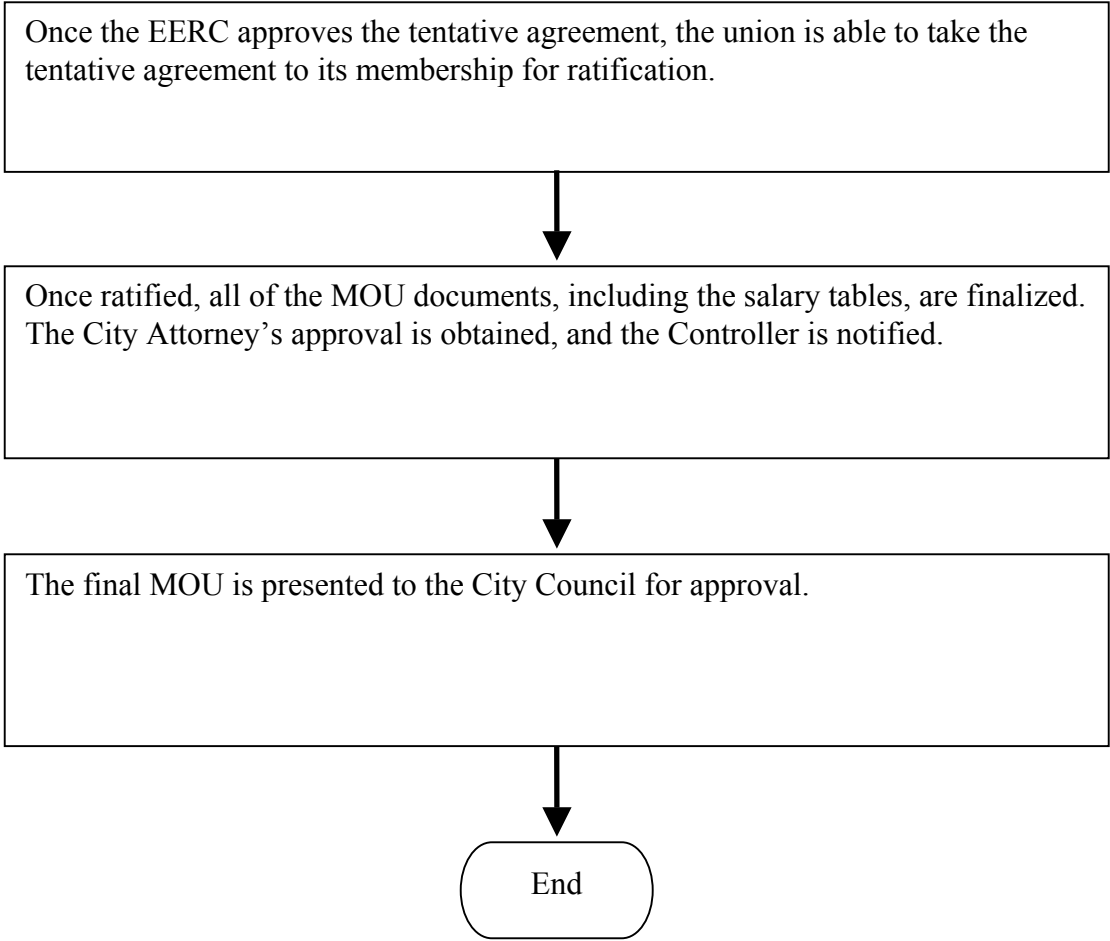 Once the EERC approves the tentative agreement, the union is able to take the
tentative agreement to its membership for ratification.
Once ratified, all of the MOU documents, including the salary tables, are finalized.
The City Attorney’s approval is obtained, and the Controller is notified.
The final MOU is presented to the City Council for approval.
End